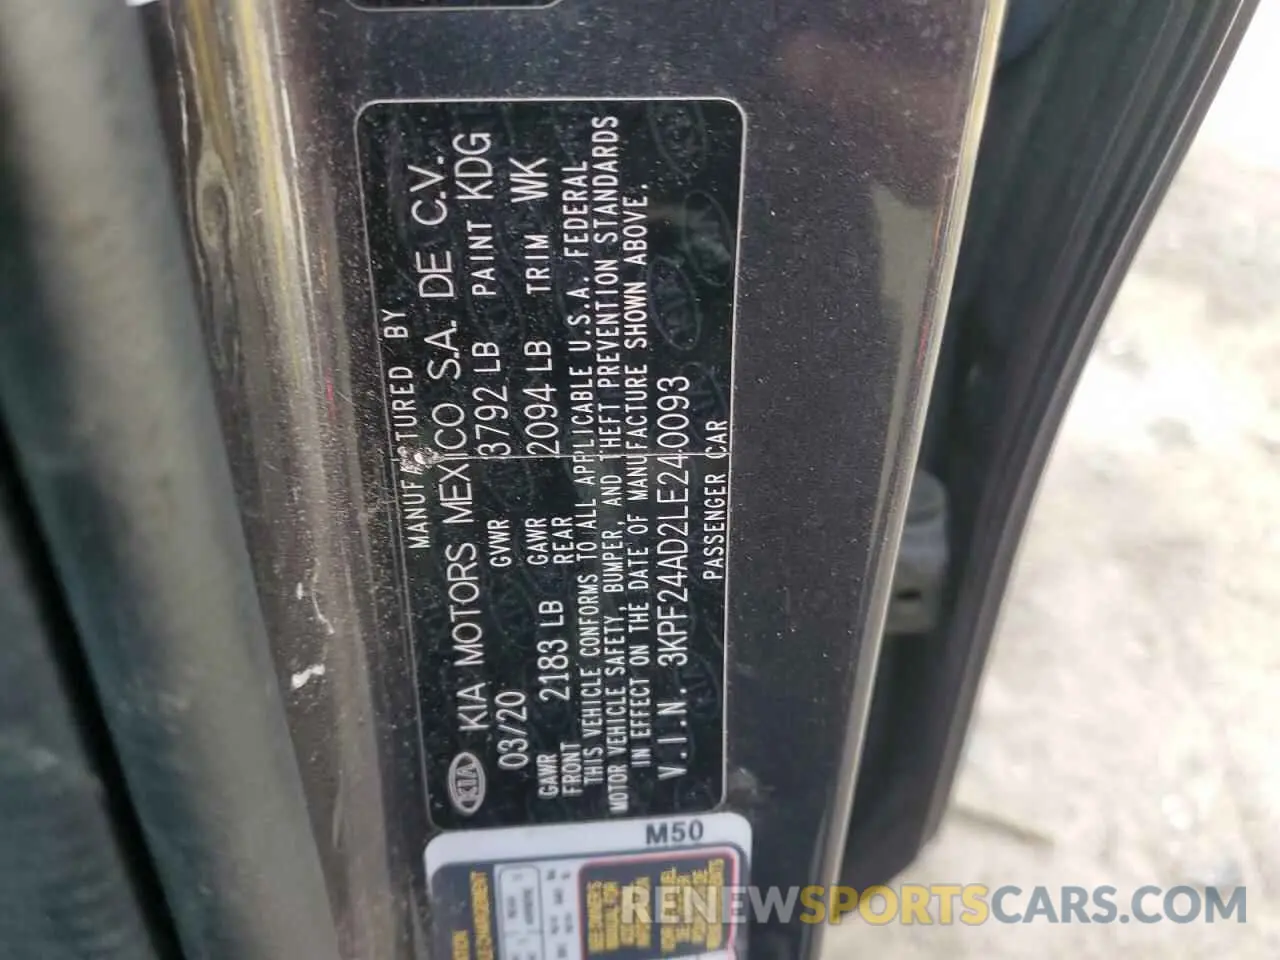 MANUFACTURED BY
KIA KIA MOTORS MEXICO S.A. DE C.V.
03/20 GVWR 3792 LB PAINT KDG
GAWR FRONT 2183 LB GAWR REAR 2094 LB TRIM WK
THIS VEHICLE CONFORMS TO ALL APPLICABLE U.S.A. FEDERAL
MOTOR VEHICLE SAFETY, BUMPER, AND THEFT PREVENTION STANDARDS
IN EFFECT ON THE DATE OF MANUFACTURE SHOWN ABOVE.
V.I.N. 3KPF24AD2LE240093
PASSENGER CAR
M50
RENEWSPORTSCARS.COM